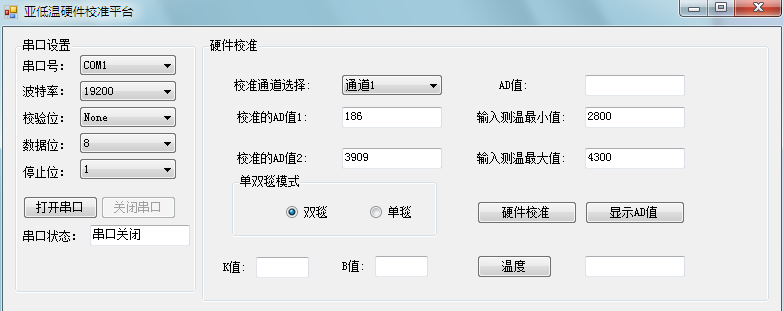 亚低温硬件校准平台
串口设置
串口号: COM1
波特率: 19200
校验位: None
数据位: 8
停止位: 1
打开串口 关闭串口
串口状态: 串口关闭
硬件校准
校准通道选择: 通道1 AD值:
校准的AD值1: 186 输入测温最小值: 2800
校准的AD值2: 3909 输入测温最大值: 4300
单双毯模式
双毯 单毯 硬件校准 显示AD值
K值: B值: 温度